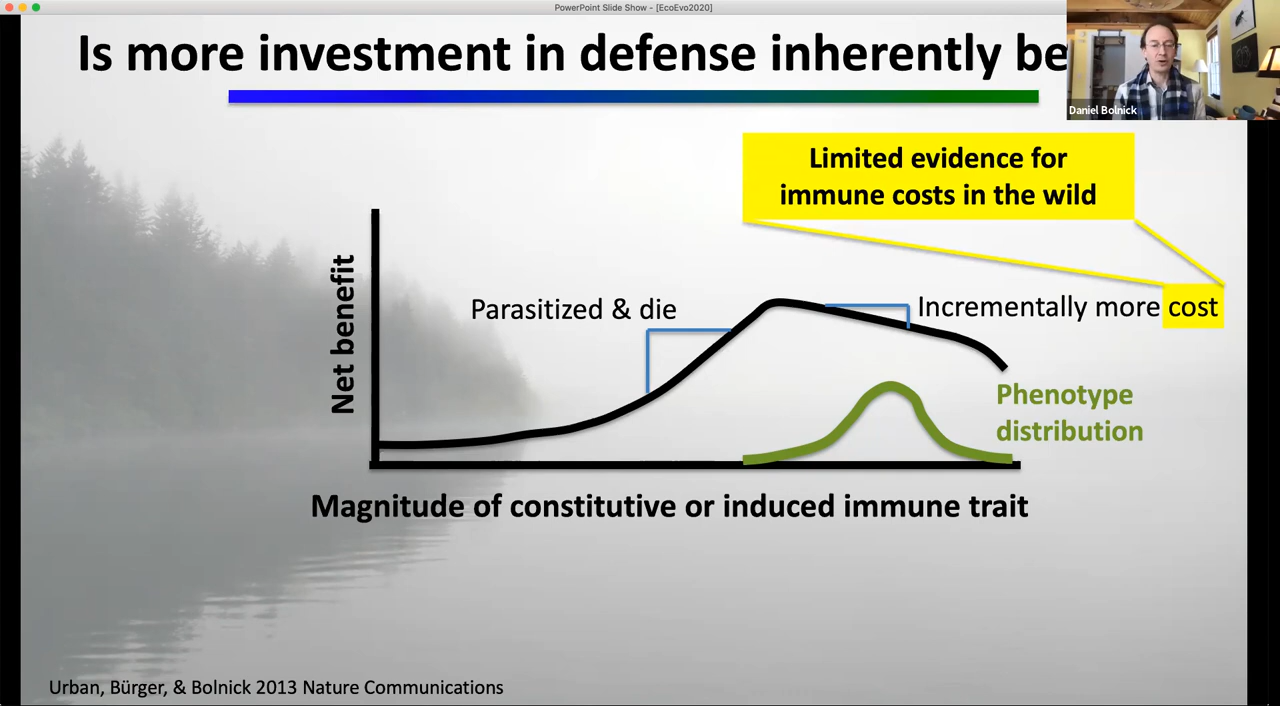 PowerPoint Slide Show - [EcoEvo2020]
Is more investment in defense inherently be
Daniel Bolnick
Limited evidence for
immune costs in the wild
Net benefit
Parasitized & die
Incrementally more cost
Phenotype
distribution
Magnitude of constitutive or induced immune trait
Urban, Bürger, & Bolnick 2013 Nature Communications